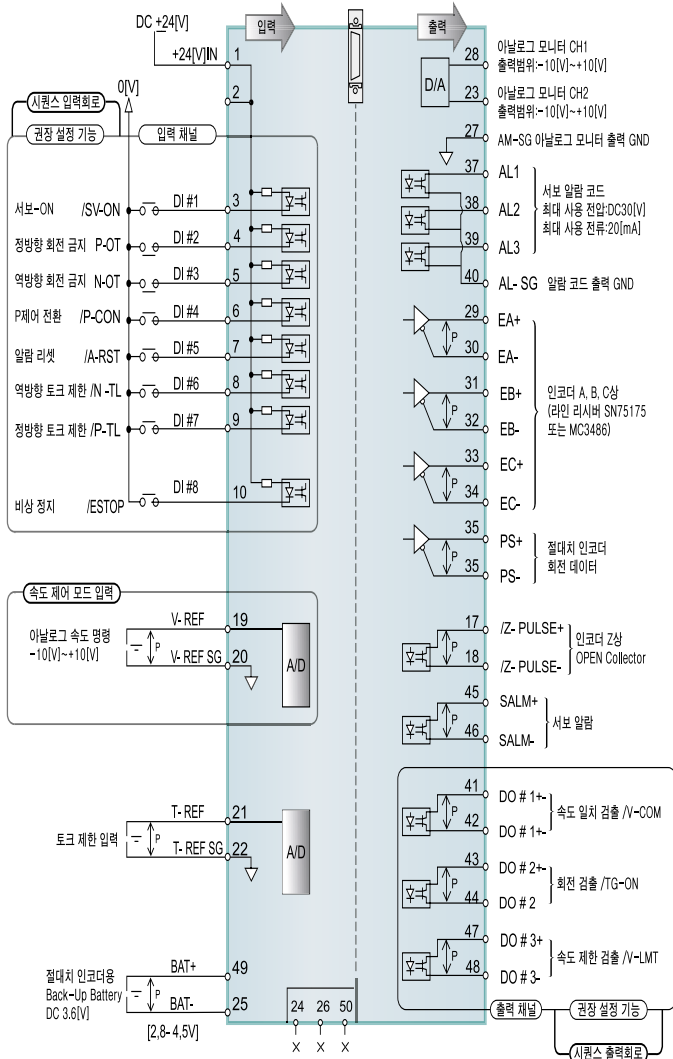 DC +24[V]
입력
출력
+24[V]IN
1
2
0[V]
시퀀스 입력회로
권장 설정 기능
입력 채널
서보-ON /SV-ON DI #1 3
정방향 회전 금지 P-OT DI #2 4
역방향 회전 금지 N-OT DI #3 5
P제어 전환 /P-CON DI #4 6
알람 리셋 /A-RST DI #5 7
역방향 토크 제한 /N -TL DI #6 8
정방향 토크 제한 /P-TL DI #7 9
비상 정지 /ESTOP DI #8 10
속도 제어 모드 입력
아날로그 속도 명령
-10[V]~+10[V]
V- REF 19
P
V- REF SG 20
A/D
토크 제한 입력
T- REF 21
P
T- REF SG 22
A/D
절대치 인코더용
Back-Up Battery
DC 3.6[V]
BAT+ 49
P
BAT- 25
[2,8- 4,5V]
24 26 50
D/A
28 아날로그 모니터 CH1
출력범위:-10[V]~+10[V]
23 아날로그 모니터 CH2
출력범위:-10[V]~+10[V]
27 AM-SG 아날로그 모니터 출력 GND
37 AL1
38 AL2
39 AL3
서보 알람 코드
최대 사용 전압:DC30[V]
최대 사용 전류:20[mA]
40 AL- SG 알람 코드 출력 GND
29 EA+
P
30 EA-
31 EB+
P
32 EB-
33 EC+
P
34 EC-
인코더 A, B, C상
(라인 리시버 SN75175
또는 MC3486)
35 PS+
P
35 PS-
절대치 인코더
회전 데이터
17 /Z- PULSE+
P
18 /Z- PULSE-
인코더 Z상
OPEN Collector
45 SALM+
P
46 SALM-
서보 알람
41 DO # 1+-
P
42 DO # 1+-
속도 일치 검출 /V-COM
43 DO # 2+-
P
44 DO # 2
회전 검출 /TG-ON
47 DO # 3+
P
48 DO # 3-
속도 제한 검출 /V-LMT
출력 채널
권장 설정 기능
시퀀스 출력회로